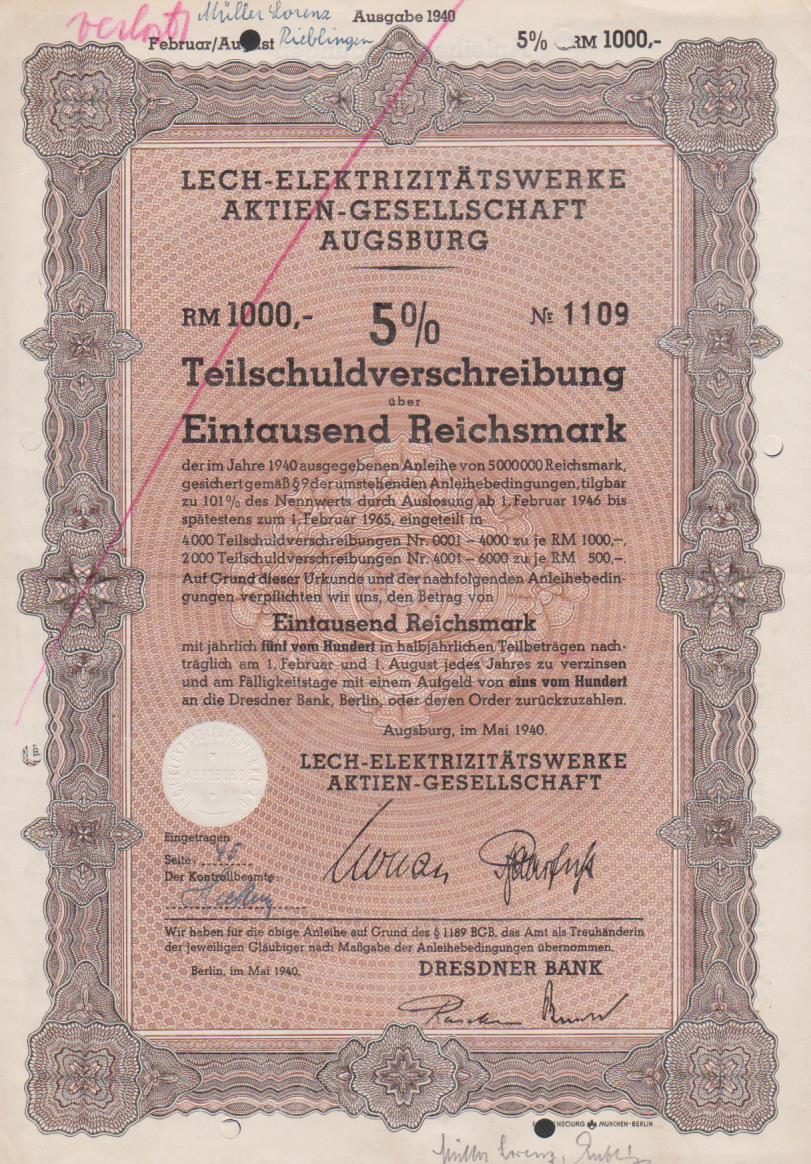 verlost Müller Lorenz Ausgabe 1940
Februar/August Rieblingen 5% RM 1000,-
LECH-ELEKTRIZITÄTSWERKE
AKTIEN-GESELLSCHAFT
AUGSBURG
RM 1000,- 5% № 1109
Teilschuldverschreibung
über
Eintausend Reichsmark
der im Jahre 1940 ausgegebenen Anleihe von 5000000 Reichsmark,
gesichert gemäß § 9 der umstehenden Anleihebedingungen, tilgbar
zu 101% des Nennwerts durch Auslosung ab 1. Februar 1946 bis
spätestens zum 1. Februar 1965, eingeteilt in
4000 Teilschuldverschreibungen Nr. 0001 – 4000 zu je RM 1000,–,
2000 Teilschuldverschreibungen Nr. 4001 – 6000 zu je RM 500,–.
Auf Grund dieser Urkunde und der nachfolgenden Anleihebedin-
gungen verpflichten wir uns, den Betrag von
Eintausend Reichsmark
mit jährlich fünf vom Hundert in halbjährlichen Teilbeträgen nach-
träglich am 1. Februar und 1. August jedes Jahres zu verzinsen
und am Fälligkeitstage mit einem Aufgeld von eins vom Hundert
an die Dresdner Bank, Berlin, oder deren Order zurückzuzahlen.
Augsburg, im Mai 1940.
LECH-ELEKTRIZITÄTSWERKE
AKTIEN-GESELLSCHAFT
AUGSBURG
Eingetragen
Seite: 45
Der Kontrollbeamte:
Wir haben für die obige Anleihe auf Grund des § 1189 BGB. das Amt als Treuhänderin
der jeweiligen Gläubiger nach Maßgabe der Anleihebedingungen übernommen.
Berlin, im Mai 1940. DRESDNER BANK
MÜNCHEN-BERLIN
Müller Lorenz,